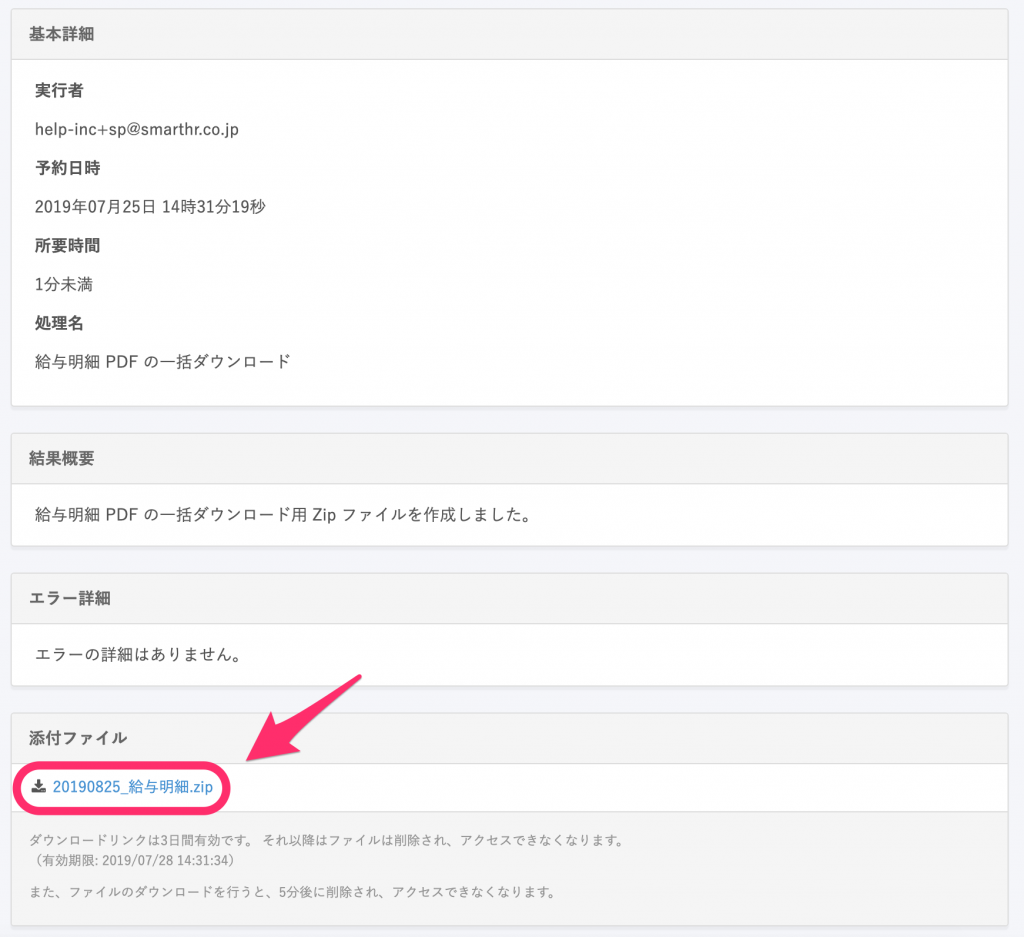 基本詳細
実行者
help-inc+sp@smarthr.co.jp
予約日時
2019年07月25日 14時31分19秒
所要時間
1分未満
処理名
給与明細 PDF の一括ダウンロード
結果概要
給与明細 PDF の一括ダウンロード用 Zip ファイルを作成しました。
エラー詳細
エラーの詳細はありません。
添付ファイル
20190825_給与明細.zip
ダウンロードリンクは3日間有効です。 それ以降はファイルは削除され、アクセスできなくなります。
（有効期限: 2019/07/28 14:31:34）
また、ファイルのダウンロードを行うと、5分後に削除され、アクセスできなくなります。